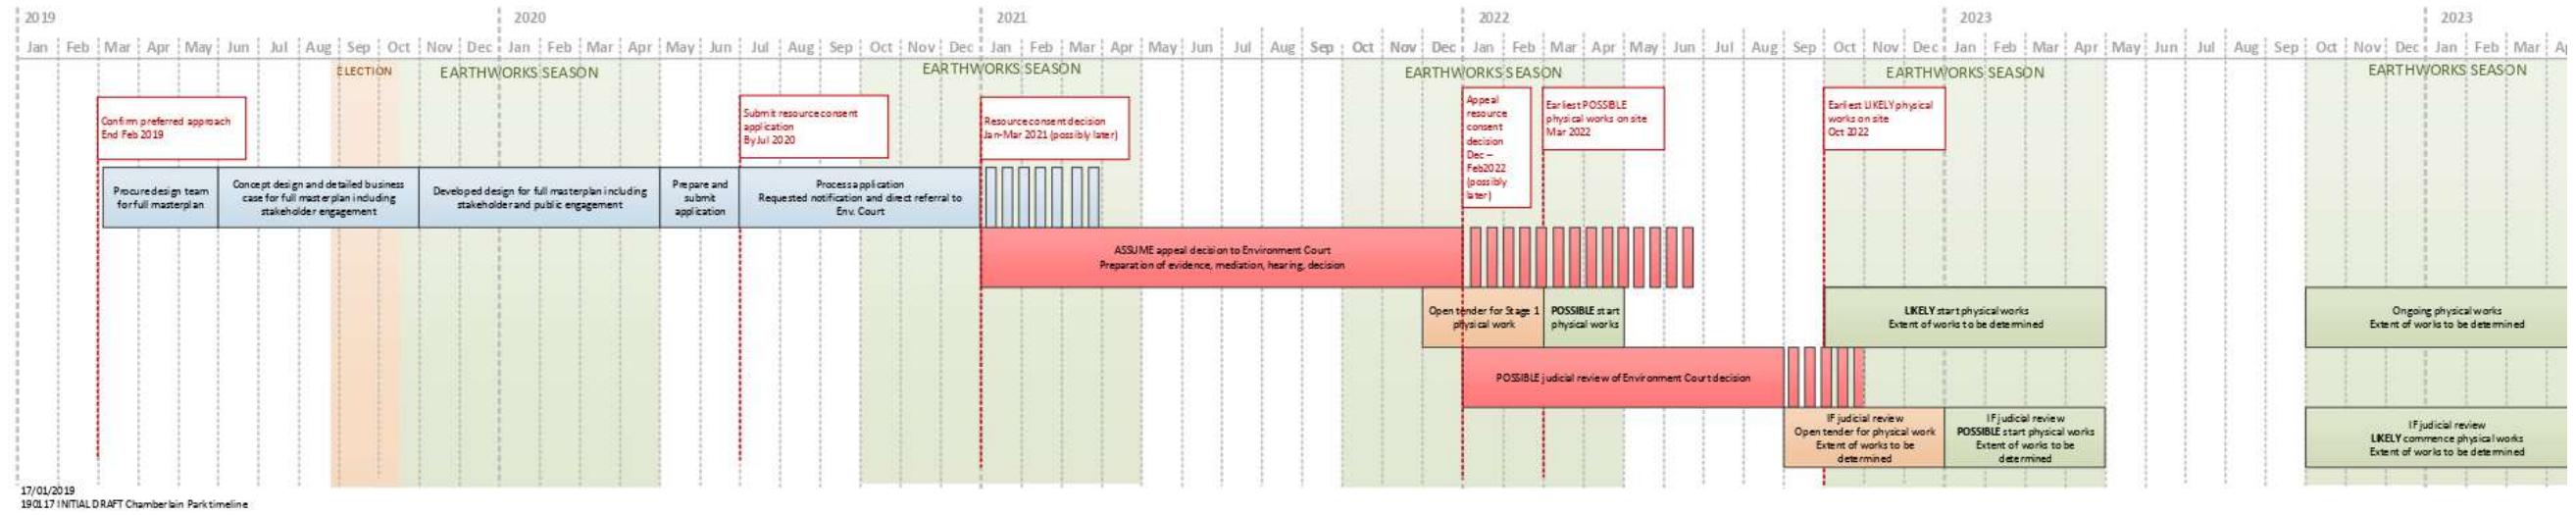 2019 2020 2021 2022 2023 2023
Jan Feb Mar Apr May Jun Jul Aug Sep Oct Nov Dec Jan Feb Mar Apr May Jun Jul Aug Sep Oct Nov Dec Jan Feb Mar Apr May Jun Jul Aug Sep Oct Nov Dec Jan Feb Mar Apr May Jun Jul Aug Sep Oct Nov Dec Jan Feb Mar Apr May Jun Jul Aug Sep Oct Nov Dec Jan Feb Mar
ELECTION EARTHWORKS SEASON EARTHWORKS SEASON EARTHWORKS SEASON EARTHWORKS SEASON EARTHWORKS SEASON
Confirm preferred approach
End Feb 2019
Submit resource consent
application
By Jul 2020
Resource consent decision
Jan-Mar 2021 (possibly later)
Appeal
resource
consent
decision
Dec –
Feb2022
(possibly
later)
Earliest POSSIBLE
physical works on site
Mar 2022
Earliest LIKELY physical
works on site
Oct 2022
Procure design team
for full masterplan
Concept design and detailed business
case for full masterplan including
stakeholder engagement
Developed design for full masterplan including
stakeholder and public engagement
Prepare and
submit
application
Process application
Requested notification and direct referral to
Env. Court
ASSUME appeal decision to Environment Court
Preparation of evidence, mediation, hearing, decision
Open tender for Stage 1
physical work
POSSIBLE start
physical works
LIKELY start physical works
Extent of works to be determined
Ongoing physical works
Extent of works to be determined
POSSIBLE judicial review of Environment Court decision
IF judicial review
Open tender for physical work
Extent of works to be
determined
IF judicial review
POSSIBLE start physical works
Extent of works to be
determined
IF judicial review
LIKELY commence physical works
Extent of works to be determined
17/01/2019
190117 INITIAL DRAFT Chamberlain Park timeline